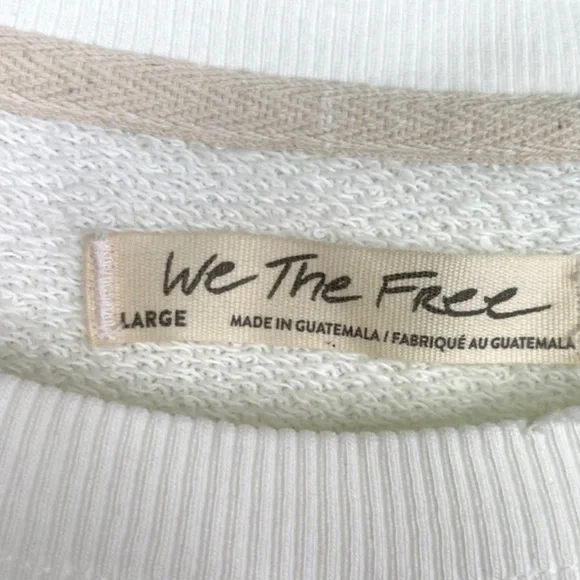 We The Free
LARGE
MADE IN GUATEMALA / FABRIQUÉ AU GUATEMALA